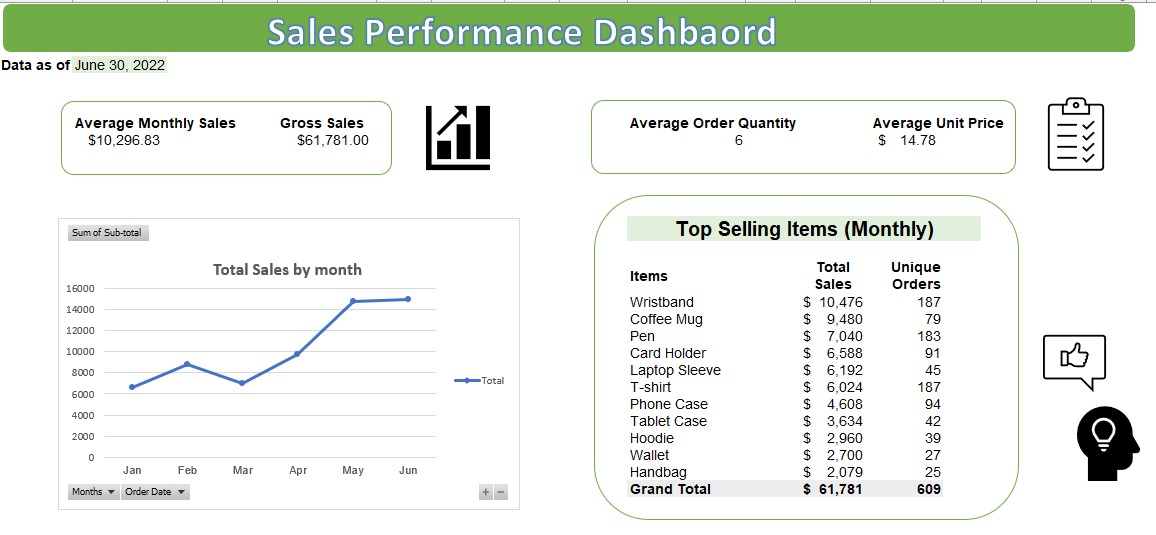 Sales Performance Dashbaord
Data as of June 30, 2022
Average Monthly Sales Gross Sales
$10,296.83 $61,781.00
Average Order Quantity Average Unit Price
6 $ 14.78
Sum of Sub-total
Total Sales by month
16000
14000
12000
10000
8000
6000
4000
2000
0
Jan Feb Mar Apr May Jun
Total
Months Order Date + −
Top Selling Items (Monthly)
Items Total Sales Unique Orders
Wristband $ 10,476 187
Coffee Mug $ 9,480 79
Pen $ 7,040 183
Card Holder $ 6,588 91
Laptop Sleeve $ 6,192 45
T-shirt $ 6,024 187
Phone Case $ 4,608 94
Tablet Case $ 3,634 42
Hoodie $ 2,960 39
Wallet $ 2,700 27
Handbag $ 2,079 25
Grand Total $ 61,781 609